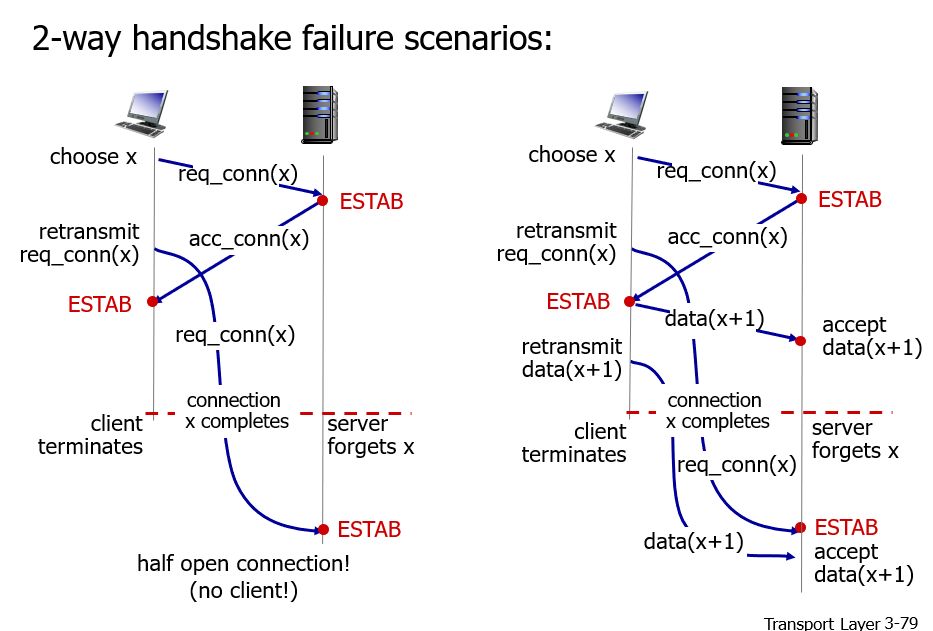 2-way handshake failure scenarios:
choose x
req_conn(x)
ESTAB
retransmit
req_conn(x)
acc_conn(x)
ESTAB
req_conn(x)
connection
x completes
client
terminates
server
forgets x
ESTAB
half open connection!
(no client!)
choose x
req_conn(x)
ESTAB
retransmit
req_conn(x)
acc_conn(x)
ESTAB
data(x+1)
accept
data(x+1)
retransmit
data(x+1)
connection
x completes
client
terminates
server
forgets x
req_conn(x)
ESTAB
data(x+1)
accept
data(x+1)
Transport Layer 3-79